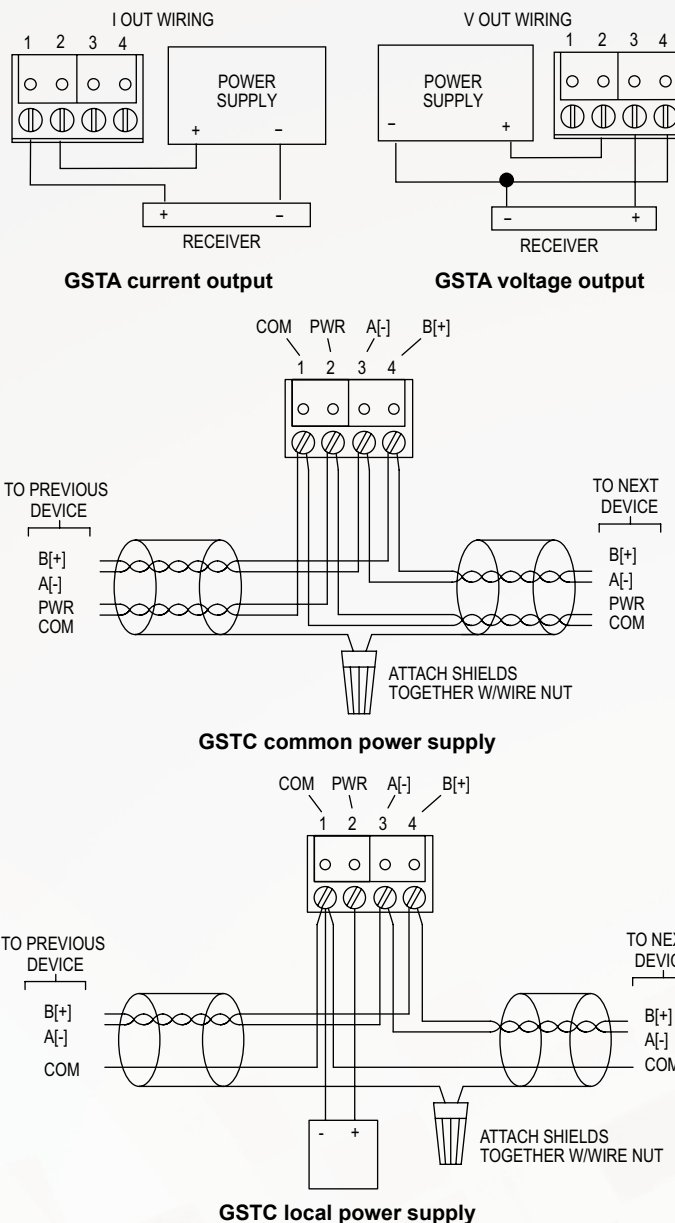 I OUT WIRING
1 2 3 4
POWER
SUPPLY
+ -
+ -
RECEIVER
GSTA current output
V OUT WIRING
1 2 3 4
POWER
SUPPLY
- +
- +
RECEIVER
GSTA voltage output
COM PWR A[-] B[+]
1 2 3 4
TO PREVIOUS
DEVICE
B[+]
A[-]
PWR
COM
TO NEXT
DEVICE
B[+]
A[-]
PWR
COM
ATTACH SHIELDS
TOGETHER W/WIRE NUT
GSTC common power supply
COM PWR A[-] B[+]
1 2 3 4
TO PREVIOUS
DEVICE
B[+]
A[-]
COM
TO
B[+]
A[-]
- +
ATTACH SHIELDS
TOGETHER W/WIRE NUT
GSTC local power supply